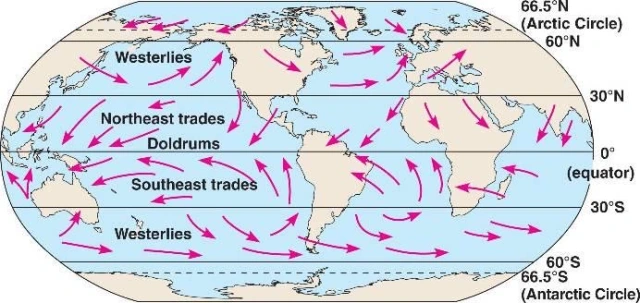 66.5°N
(Arctic Circle)
60°N
Westerlies
30°N
Northeast trades
Doldrums
0°
(equator)
Southeast trades
30°S
Westerlies
60°S
66.5°S
(Antarctic Circle)